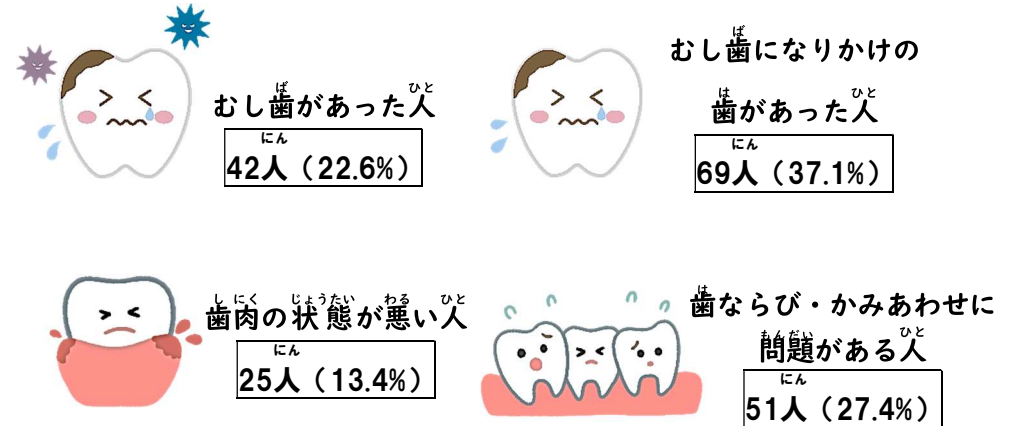 むし歯があった人
42人（22.6%）
むし歯になりかけの
歯があった人
69人（37.1%）
歯肉の状態が悪い人
25人（13.4%）
歯ならび・かみあわせに
問題がある人
51人（27.4%）